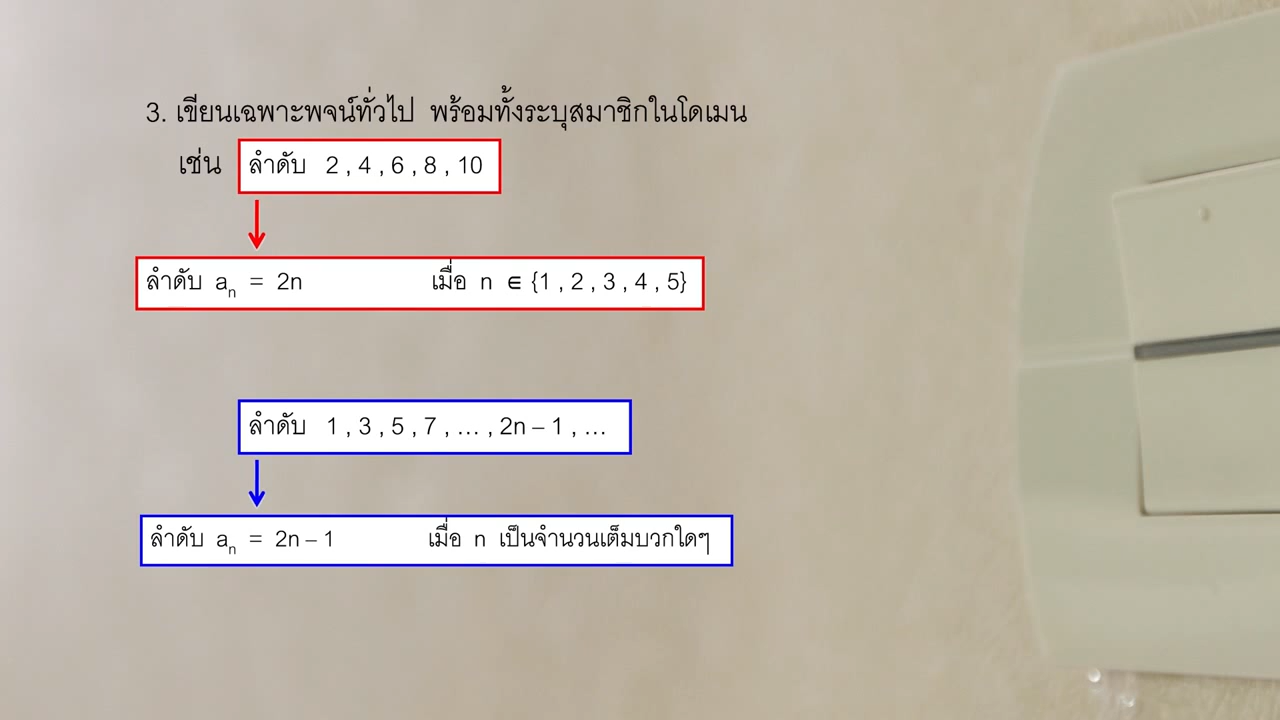 3. เขียนเฉพาะพจน์ทั่วไป พร้อมทั้งระบุสมาชิกในโดเมน
เช่น ลำดับ 2 , 4 , 6 , 8 , 10
ลำดับ aₙ = 2n เมื่อ n ∈ {1 , 2 , 3 , 4 , 5}
ลำดับ 1 , 3 , 5 , 7 , … , 2n – 1 , …
ลำดับ aₙ = 2n – 1 เมื่อ n เป็นจำนวนเต็มบวกใดๆ